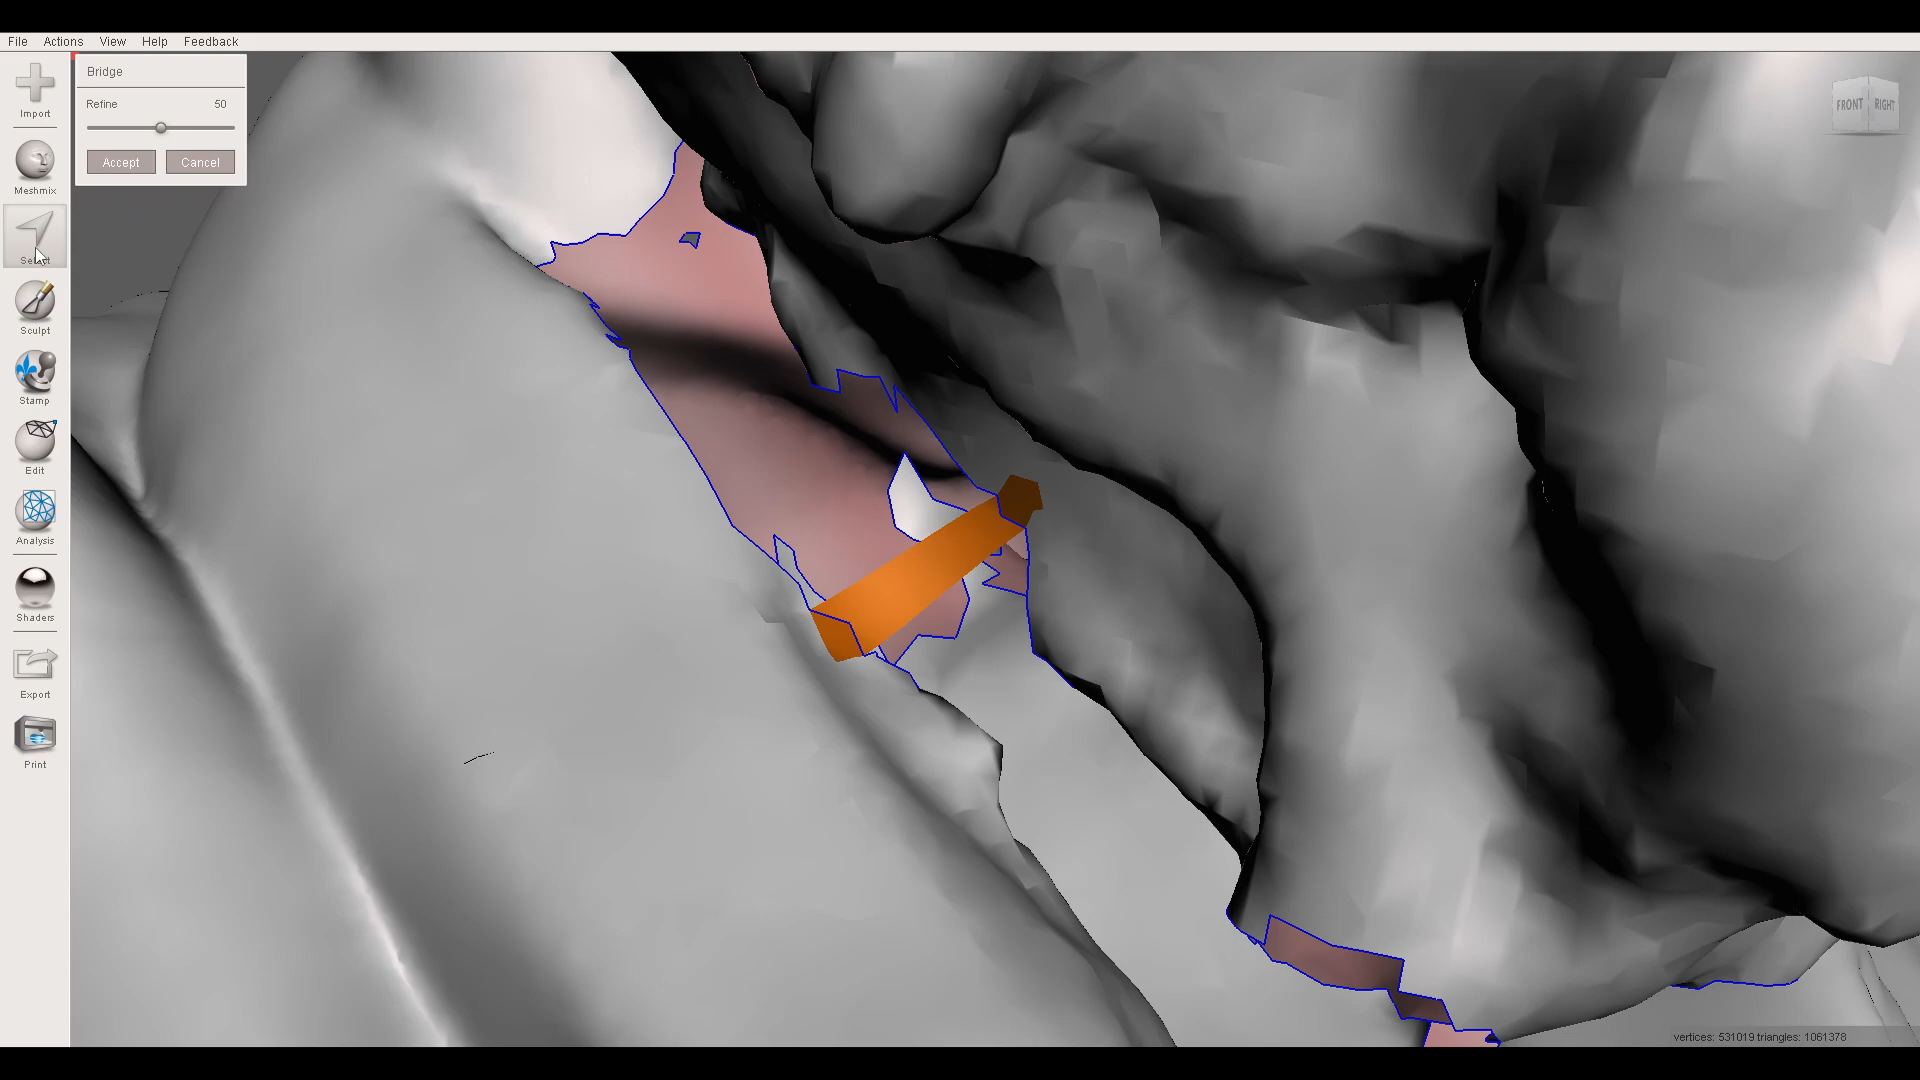 File Actions View Help Feedback
Bridge
Refine 50
Accept Cancel
Import
Meshmix
Select
Sculpt
Stamp
Edit
Analysis
Shaders
Export
Print
FRONT RIGHT
vertices: 531019 triangles: 1061378